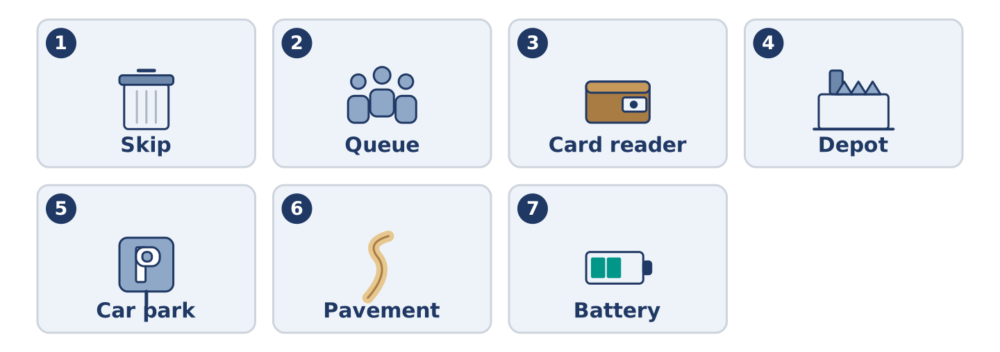 1
Skip
2
Queue
3
Card reader
4
Depot
5
P
Car park
6
Pavement
7
Battery